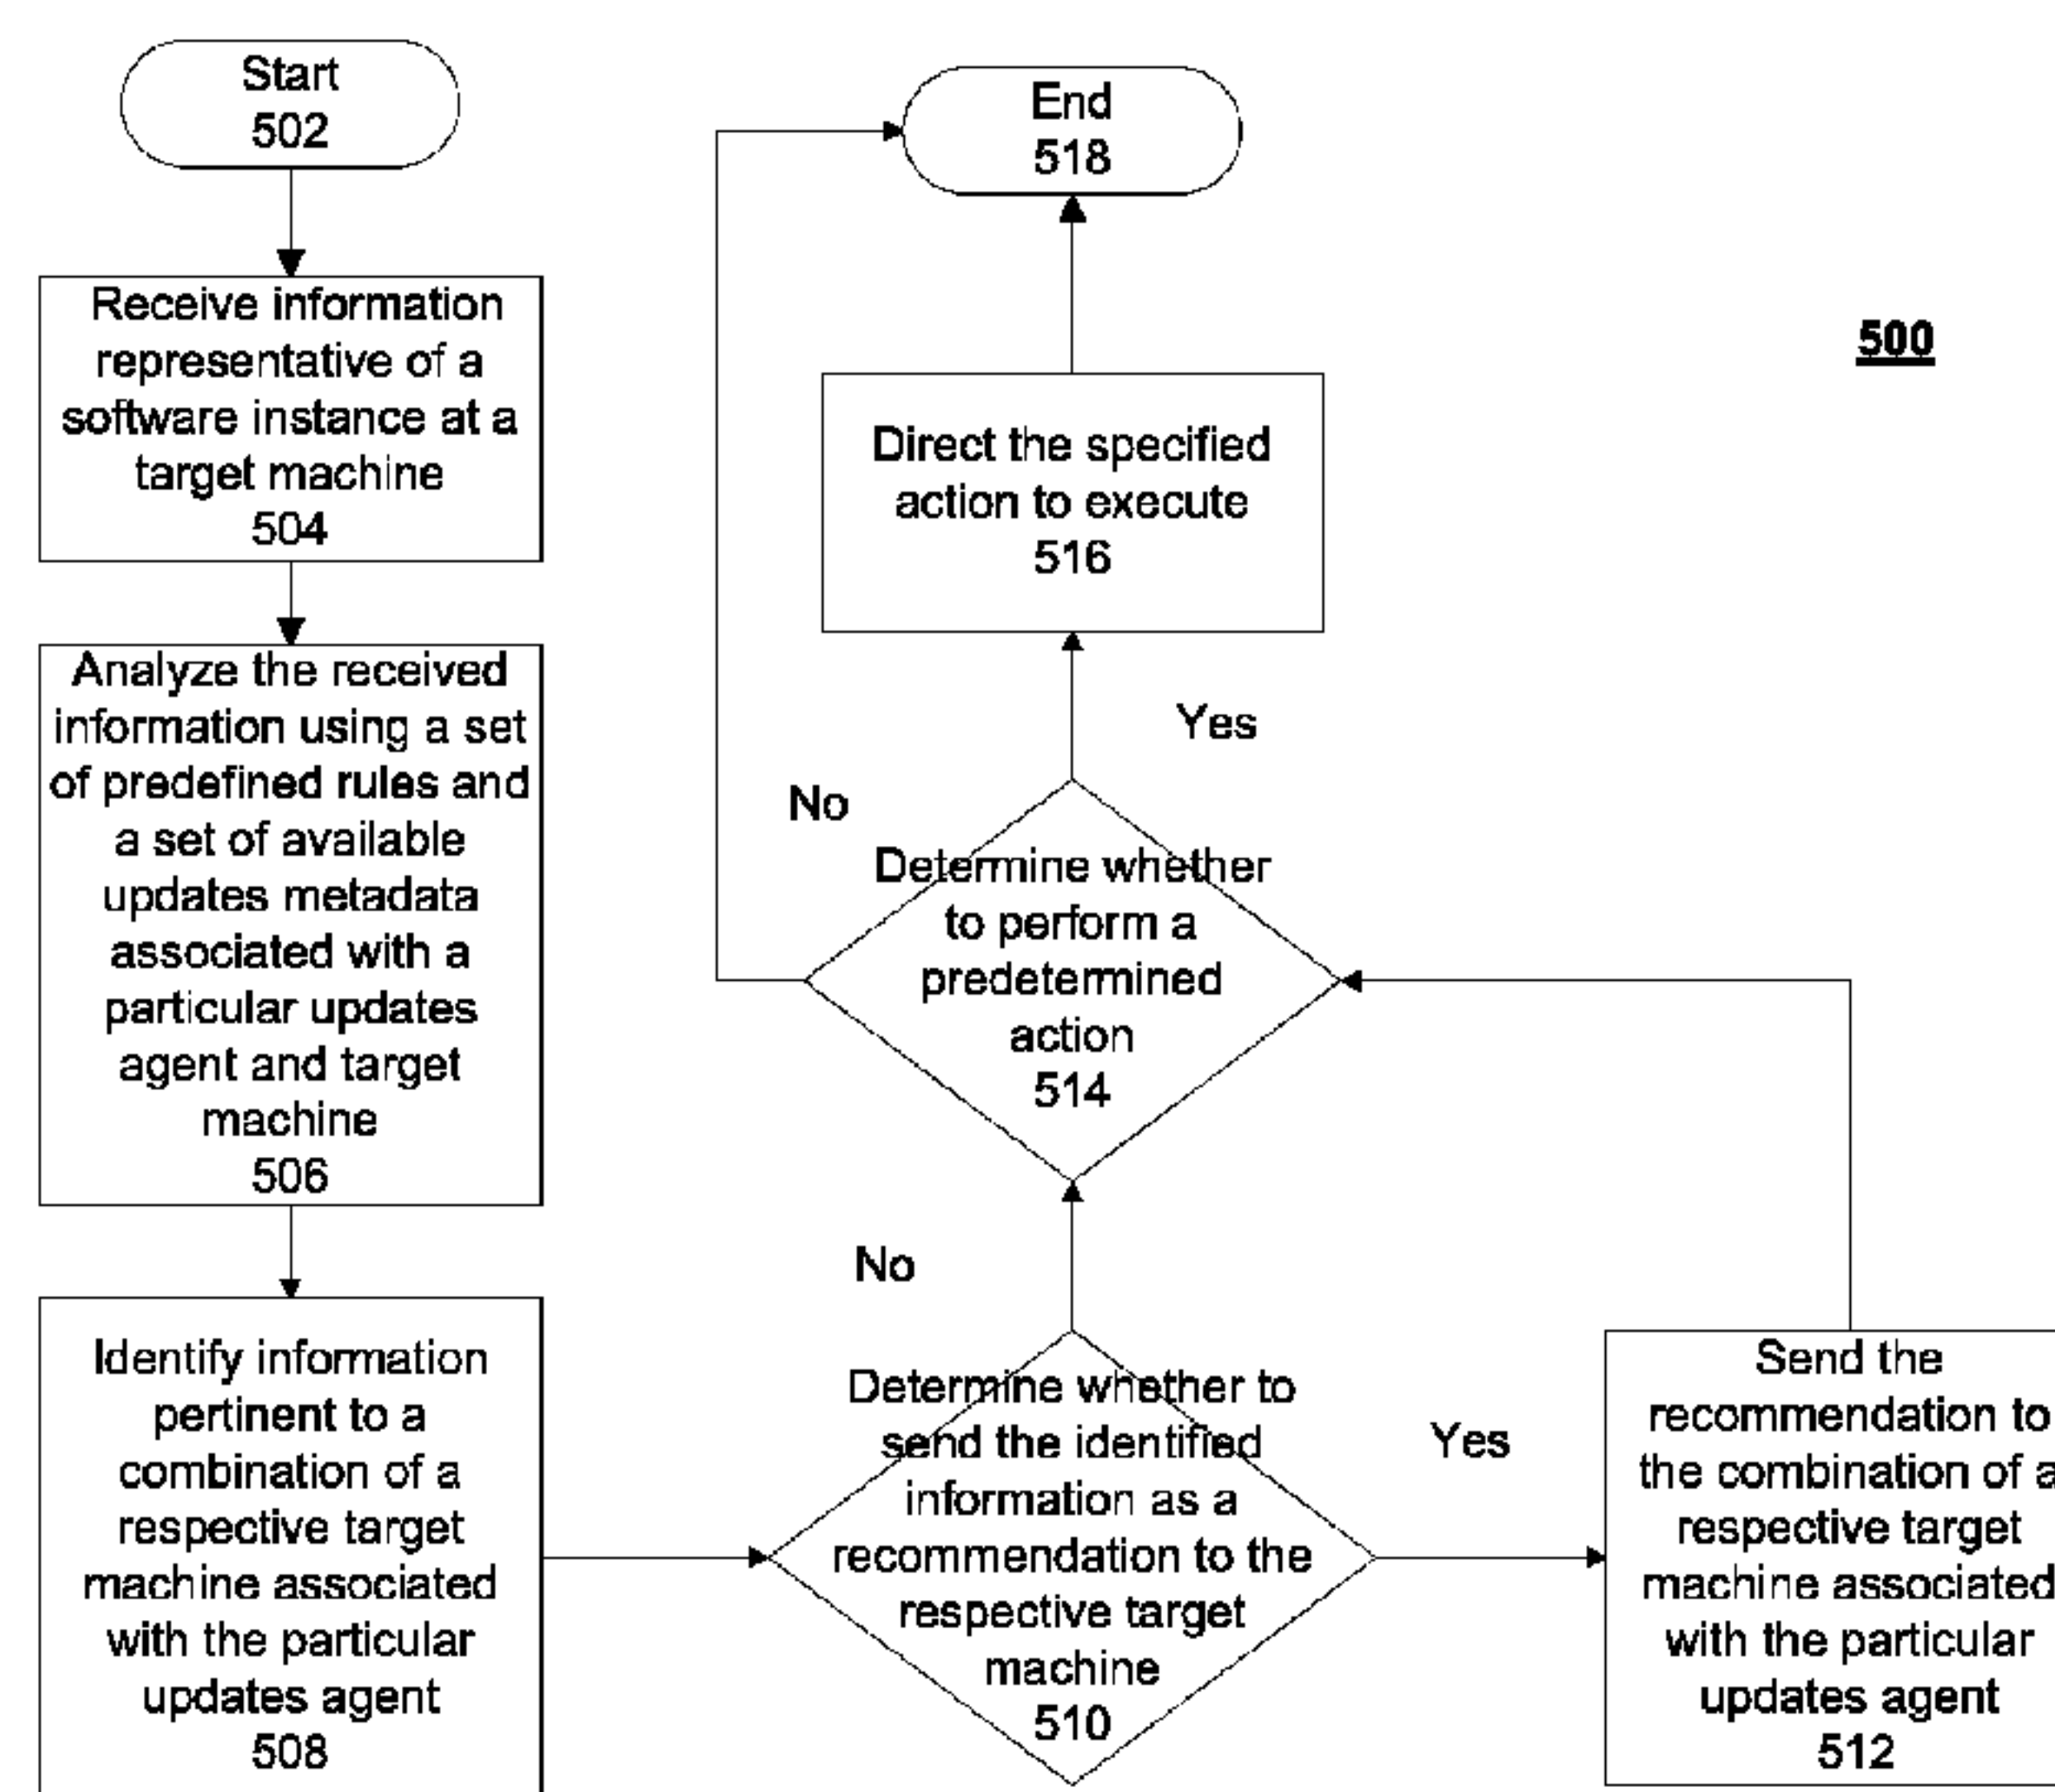 Start
502
Receive information
representative of a
software instance at a
target machine
504
Analyze the received
information using a set
of predefined rules and
a set of available
updates metadata
associated with a
particular updates
agent and target
machine
506
Identify information
pertinent to a
combination of a
respective target
machine associated
with the particular
updates agent
508
Determine whether to
send the identified
information as a
recommendation to the
respective target
machine
510
Yes
No
Send the
recommendation to
the combination of a
respective target
machine associated
with the particular
updates agent
512
Determine whether
to perform a
predetermined
action
514
Yes
No
Direct the specified
action to execute
516
End
518
500